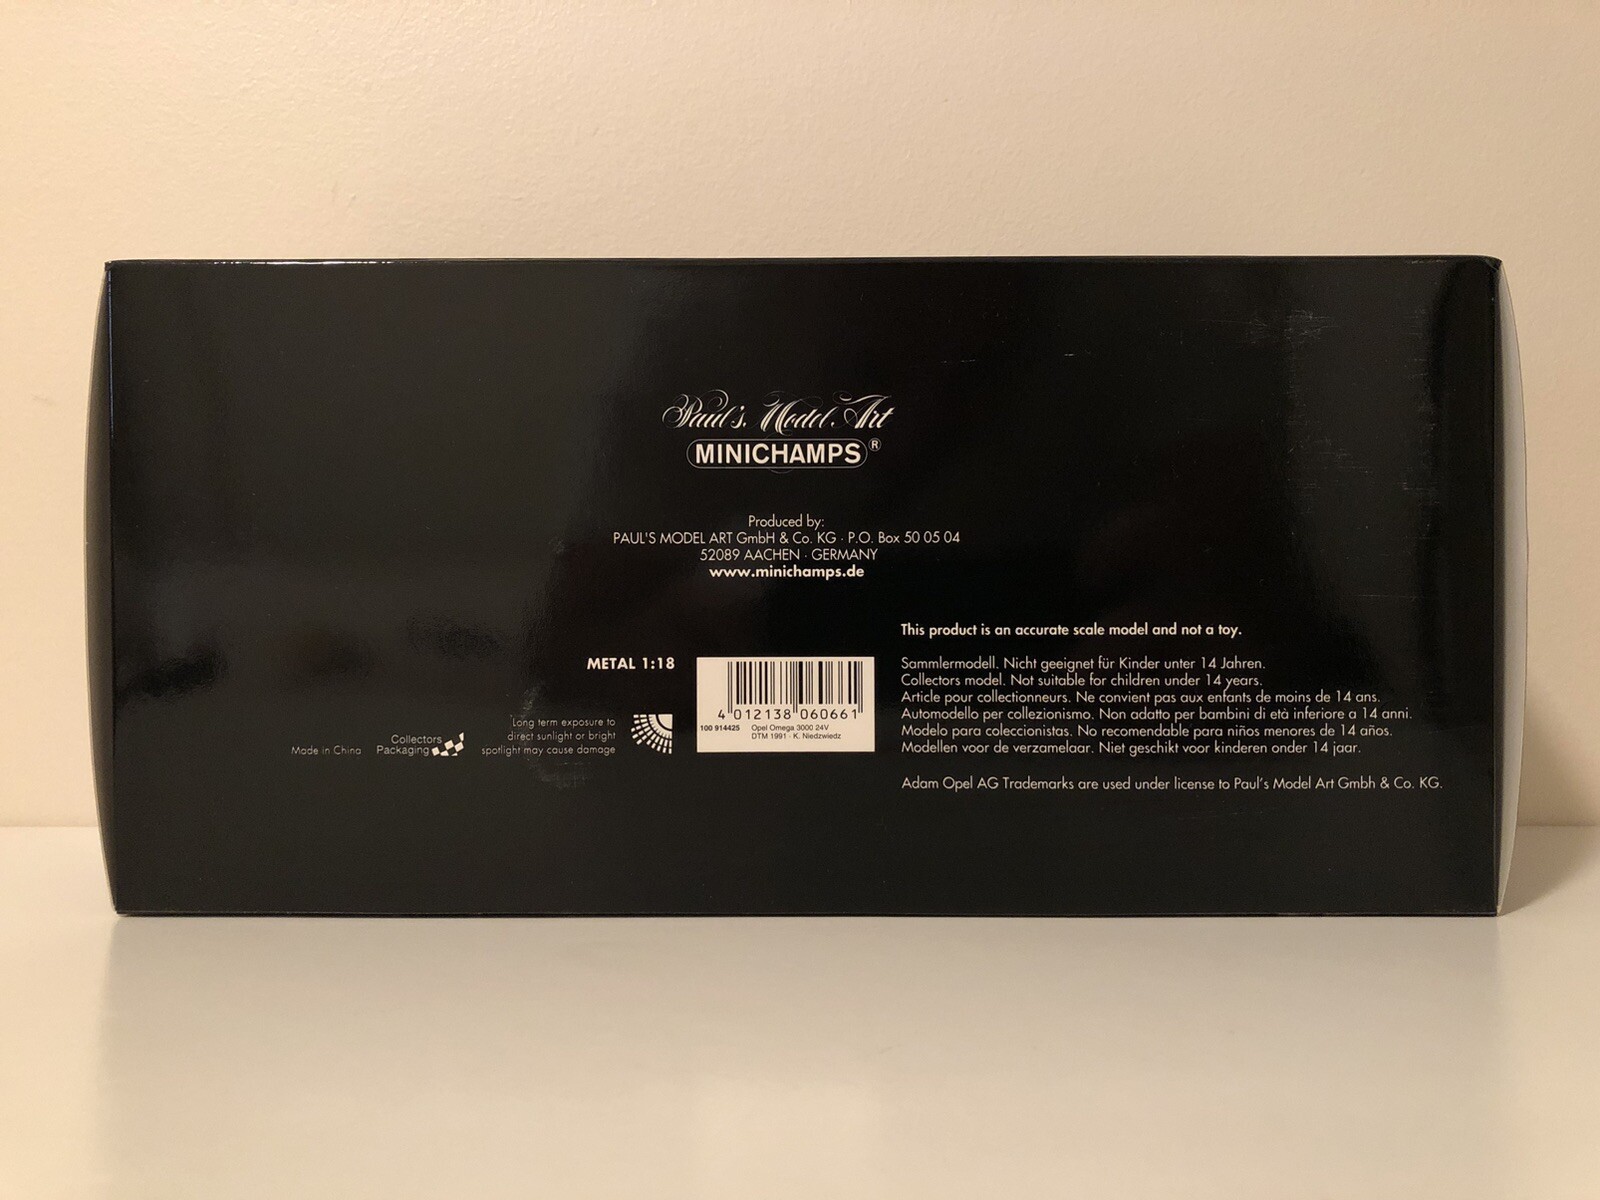 Paul's Model Art
MINICHAMPS®
Produced by:
PAUL'S MODEL ART GmbH & Co. KG · P.O. Box 50 05 04
52089 AACHEN · GERMANY
www.minichamps.de
METAL 1:18
4 012138 060661
100 914425 Opel Omega 3000 24V
DTM 1991 · K. Niedzwiedz
Made in China
Collectors
Packaging
Long term exposure to
direct sunlight or bright
spotlight may cause damage
This product is an accurate scale model and not a toy.
Sammlermodell. Nicht geeignet für Kinder unter 14 Jahren.
Collectors model. Not suitable for children under 14 years.
Article pour collectionneurs. Ne convient pas aux enfants de moins de 14 ans.
Automodello per collezionismo. Non adatto per bambini di età inferiore a 14 anni.
Modelo para coleccionistas. No recomendable para niños menores de 14 años.
Modellen voor de verzamelaar. Niet geschikt voor kinderen onder 14 jaar.
Adam Opel AG Trademarks are used under license to Paul's Model Art Gmbh & Co. KG.